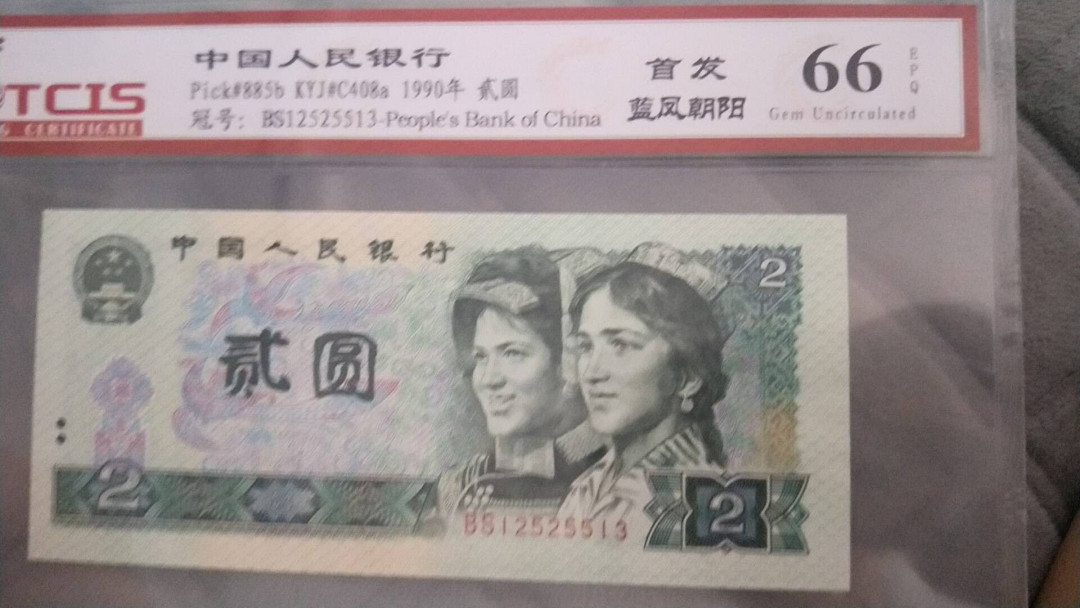 中国人民银行
Pick#885b KYJ#C408a 1990年 贰圆
冠号: BS12525513-People's Bank of China
TCIS
CERTIFICATE
首发
蓝凤朝阳
66
EPQ
Gem Uncirculated
中国人民银行
2
贰圆
2
BS12525513
2